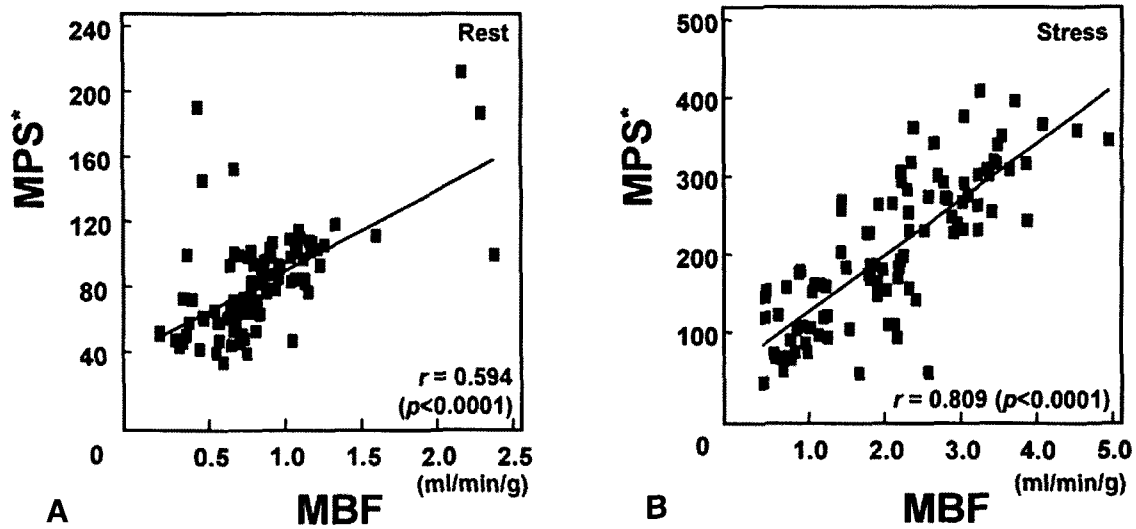 240
200
160
120
80
40
0
MPS*
Rest
r = 0.594
(p<0.0001)
0.5 1.0 1.5 2.0 2.5
(ml/min/g)
MBF
A
500
400
300
200
100
0
MPS*
Stress
r = 0.809 (p<0.0001)
1.0 2.0 3.0 4.0 5.0
(ml/min/g)
MBF
B